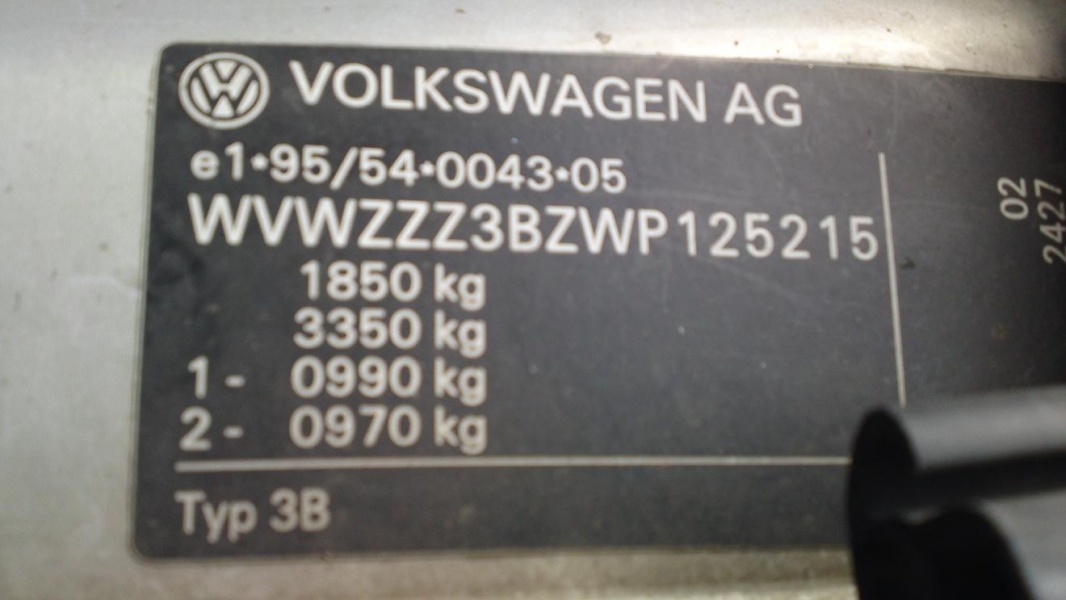 VOLKSWAGEN AG
e1•95/54•0043•05
WVWZZZ3BZWP125215
1850 kg
3350 kg
1- 0990 kg
2- 0970 kg
Typ 3B
02
2427